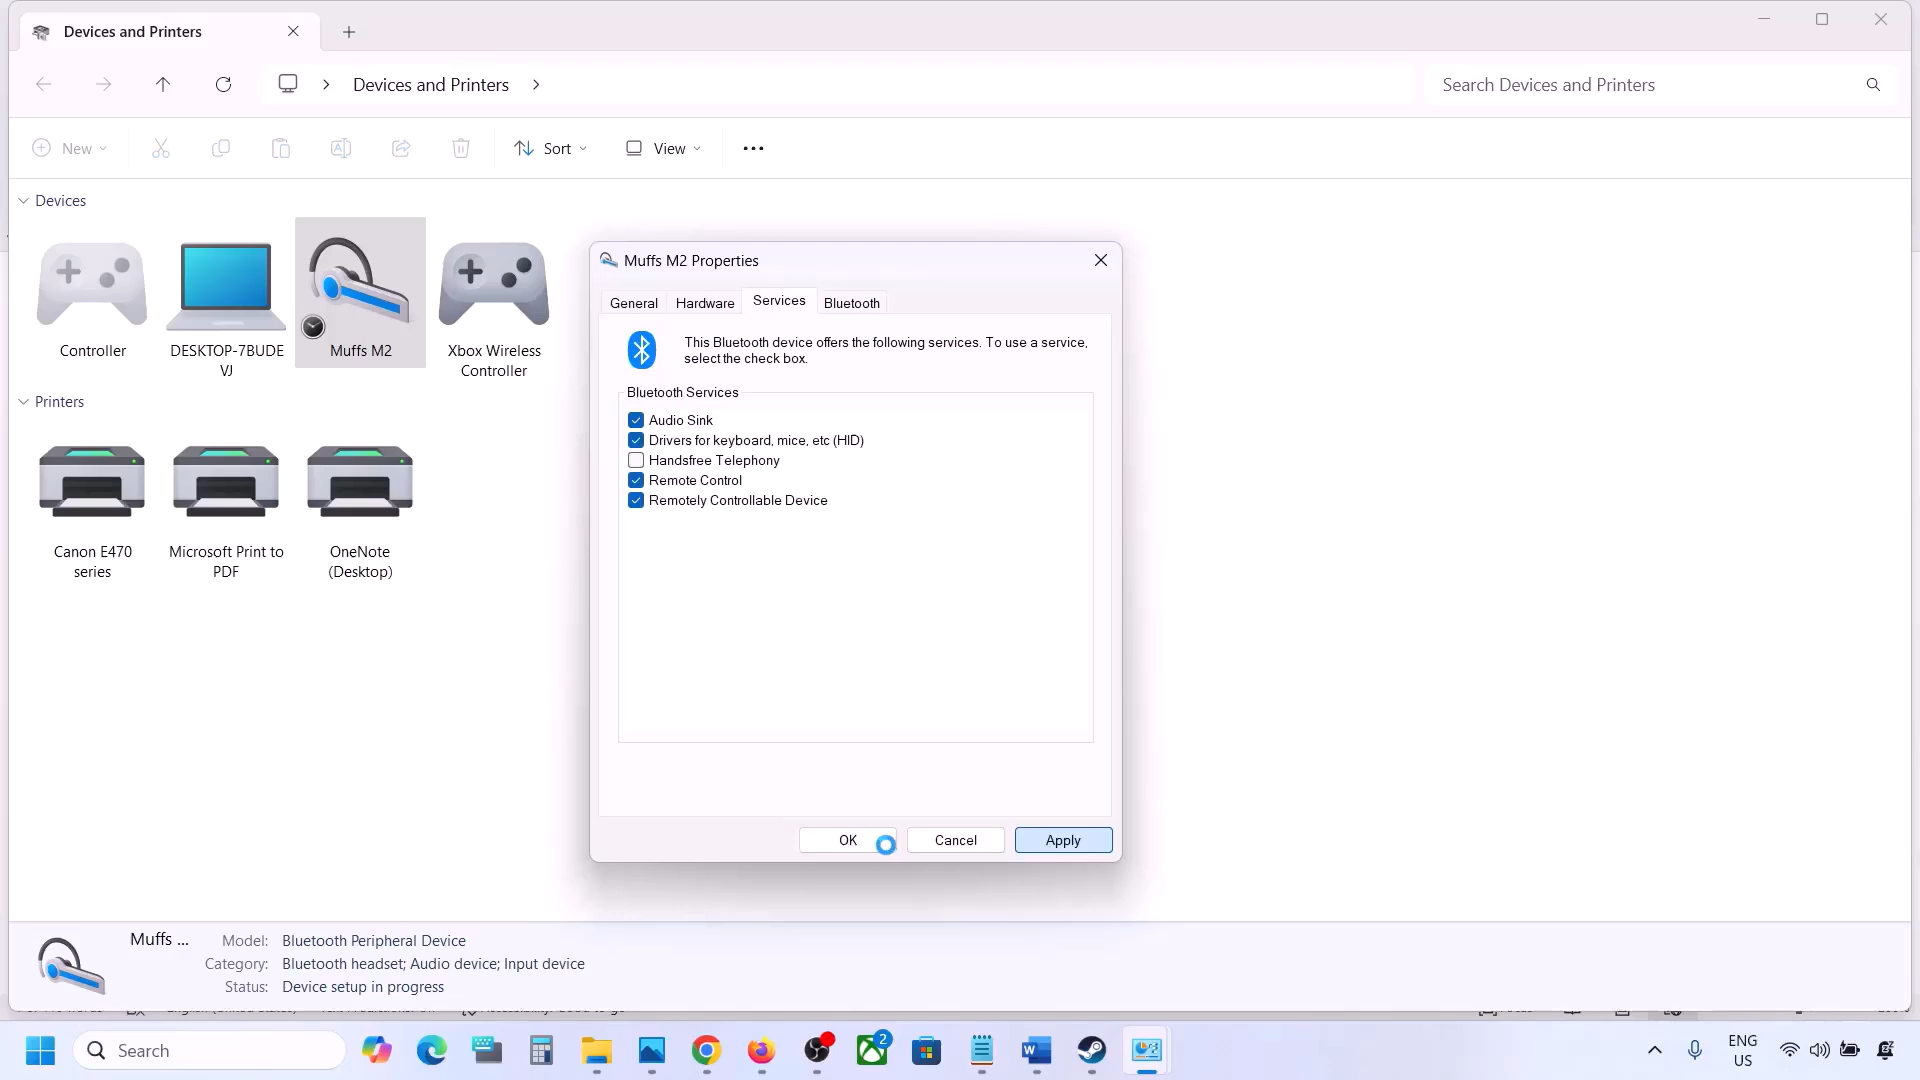 Devices and Printers
Devices and Printers
Search Devices and Printers
New
Sort
View
Devices
Controller
DESKTOP-7BUDE
VJ
Muffs M2
Xbox Wireless
Controller
Printers
Canon E470
series
Microsoft Print to
PDF
OneNote
(Desktop)
Muffs M2 Properties
General
Hardware
Services
Bluetooth
This Bluetooth device offers the following services. To use a service,
select the check box.
Bluetooth Services
Audio Sink
Drivers for keyboard, mice, etc (HID)
Handsfree Telephony
Remote Control
Remotely Controllable Device
OK
Cancel
Apply
Muffs ...
Model: Bluetooth Peripheral Device
Category: Bluetooth headset; Audio device; Input device
Status: Device setup in progress
Search
2
ENG
US